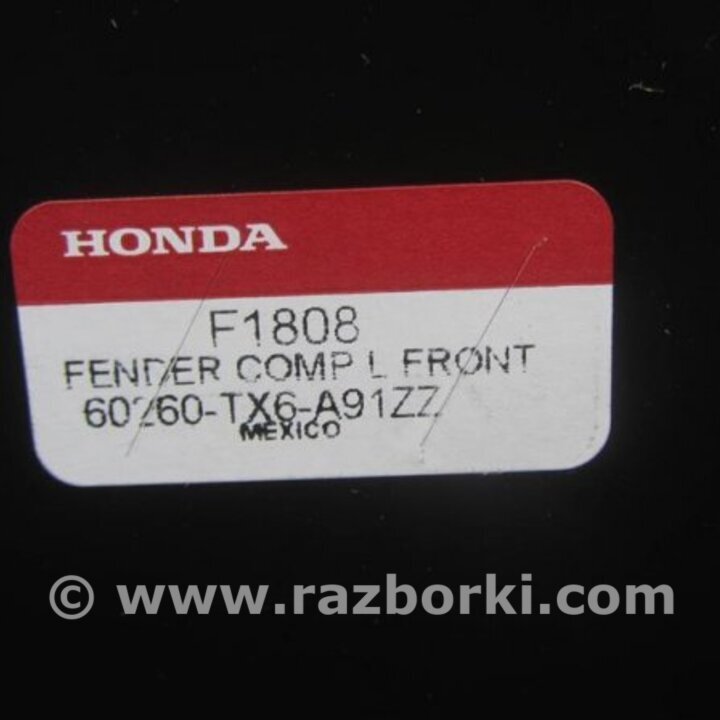 HONDA
F1808
FENDER COMP L FRONT
60260-TX6-A91ZZ
MEXICO
© www.razborki.com